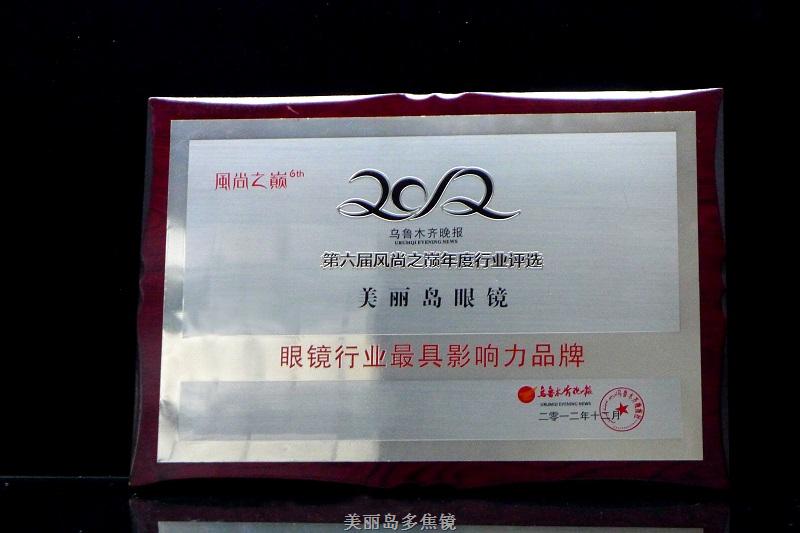 風尚之巅6th
2012
乌鲁木齐晚报
URUMQI EVENING NEWS
第六届风尚之巅年度行业评选
美丽岛眼镜
眼镜行业最具影响力品牌
乌鲁木齐晚报
URUMQI EVENING NEWS
二零一二年十二月
美丽岛多焦镜